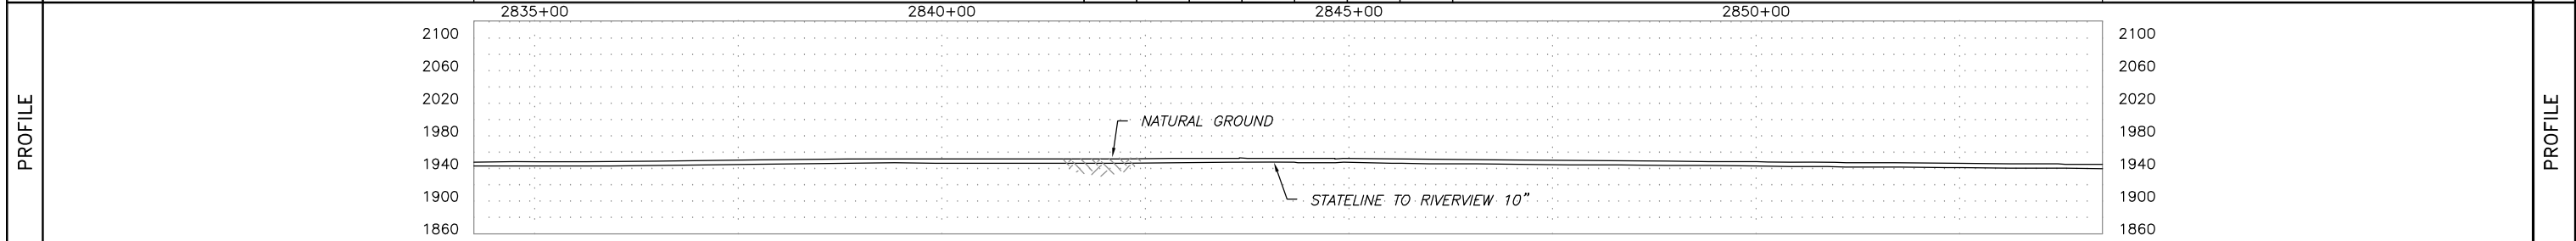 2835+00 2840+00 2845+00 2850+00
2100 2100
2060 2060
2020 2020
PROFILE PROFILE
NATURAL GROUND
1980 1980
1940 1940
STATELINE TO RIVERVIEW 10"
1900 1900
1860 1860